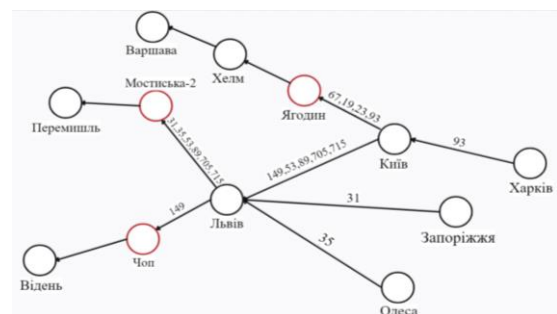 Варшава
Хелм
Мостиська-2
67,19,23,93
Ягодин
Перемишль
31,35,53,89,705,715
Київ
93
149,53,89,705,715
Харків
149
Львів
31
Запоріжжя
Чоп
35
Відень
Одеса